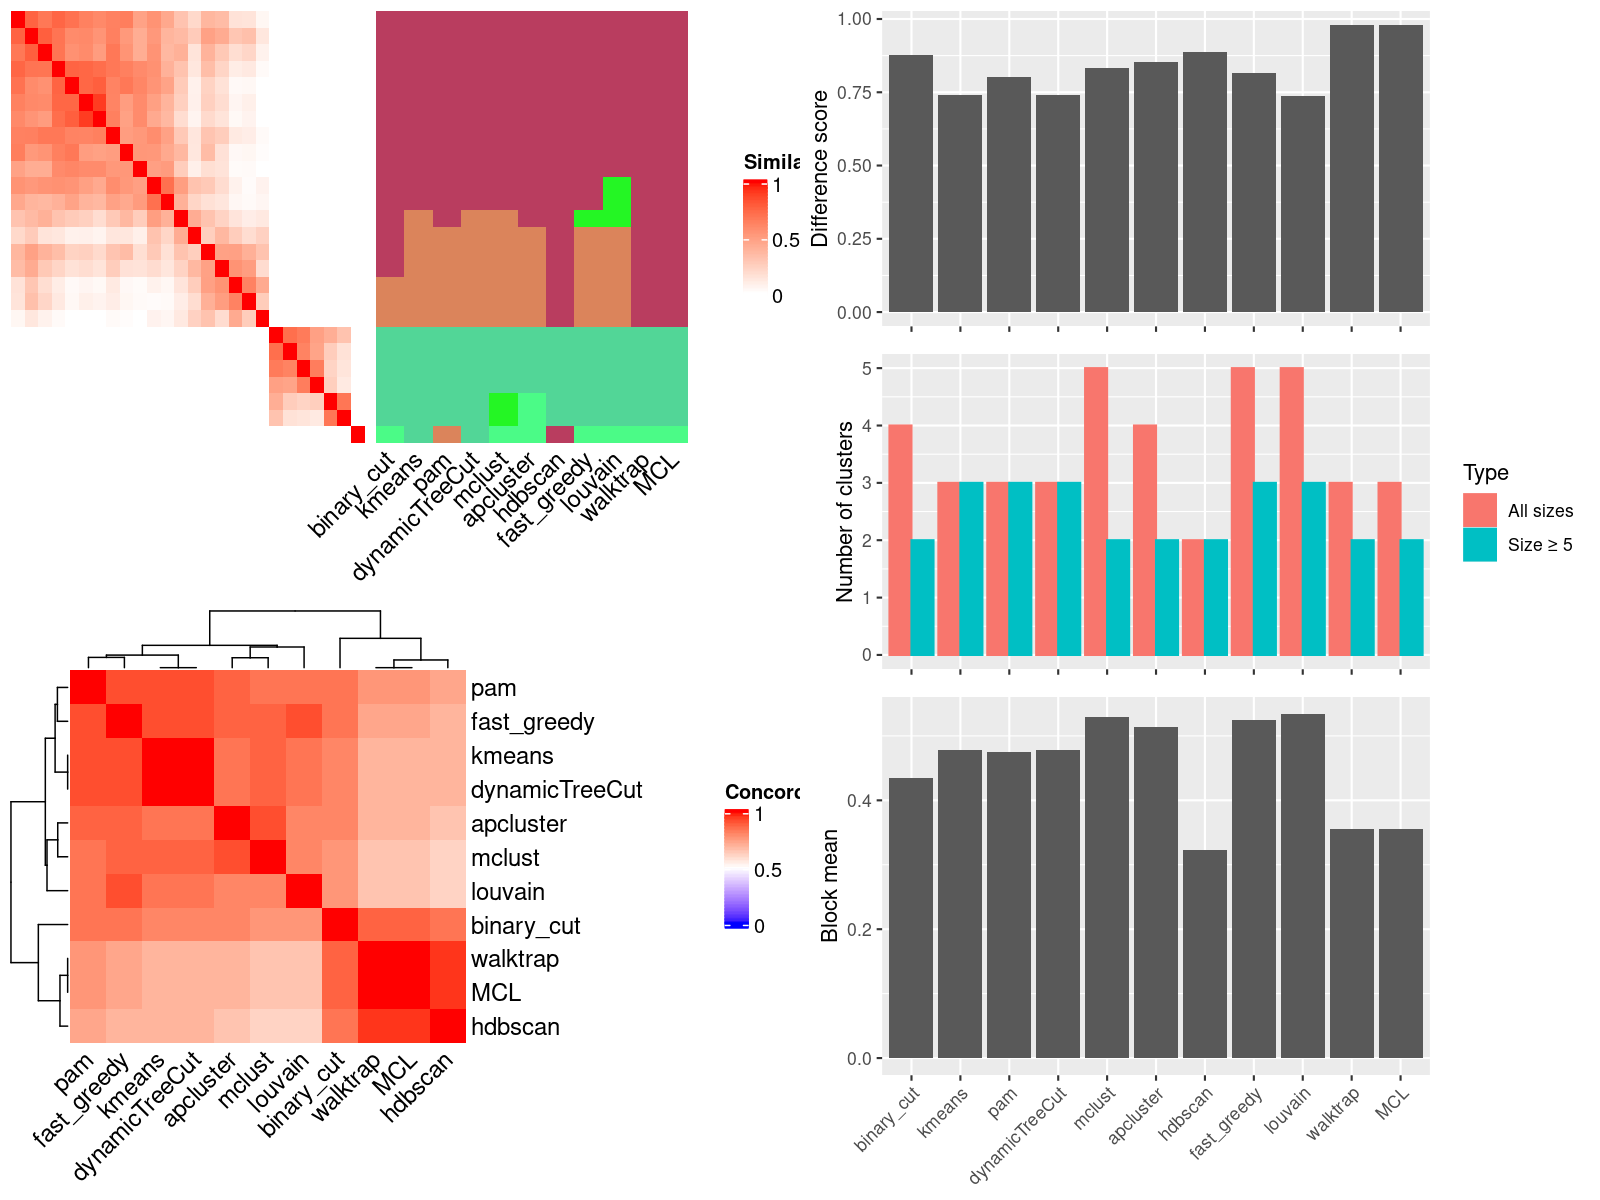 Simila
1
0.5
0
binary_cut
kmeans
pam
dynamicTreeCut
mclust
apcluster
hdbscan
fast_greedy
louvain
walktrap
MCL
pam
fast_greedy
kmeans
dynamicTreeCut
apcluster
mclust
louvain
binary_cut
walktrap
MCL
hdbscan
pam
fast_greedy
kmeans
dynamicTreeCut
apcluster
mclust
louvain
binary_cut
walktrap
MCL
hdbscan
Concord
1
0.5
0
Difference score
1.00
0.75
0.50
0.25
0.00
Number of clusters
5
4
3
2
1
0
Type
All sizes
Size ≥ 5
Block mean
0.4
0.2
0.0
binary_cut
kmeans
pam
dynamicTreeCut
mclust
apcluster
hdbscan
fast_greedy
louvain
walktrap
MCL